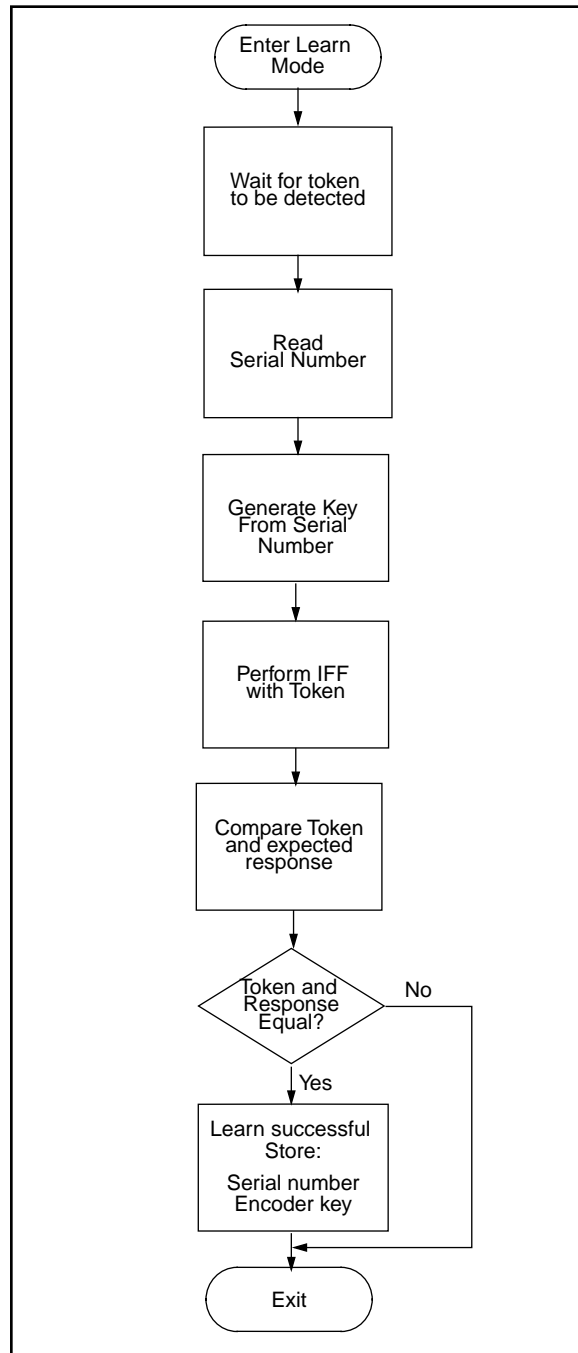 Enter Learn
Mode
Wait for token
to be detected
Read
Serial Number
Generate Key
From Serial
Number
Perform IFF
with Token
Compare Token
and expected
response
Token and
Response
Equal?
No
Yes
Learn successful
Store:
Serial number
Encoder key
Exit